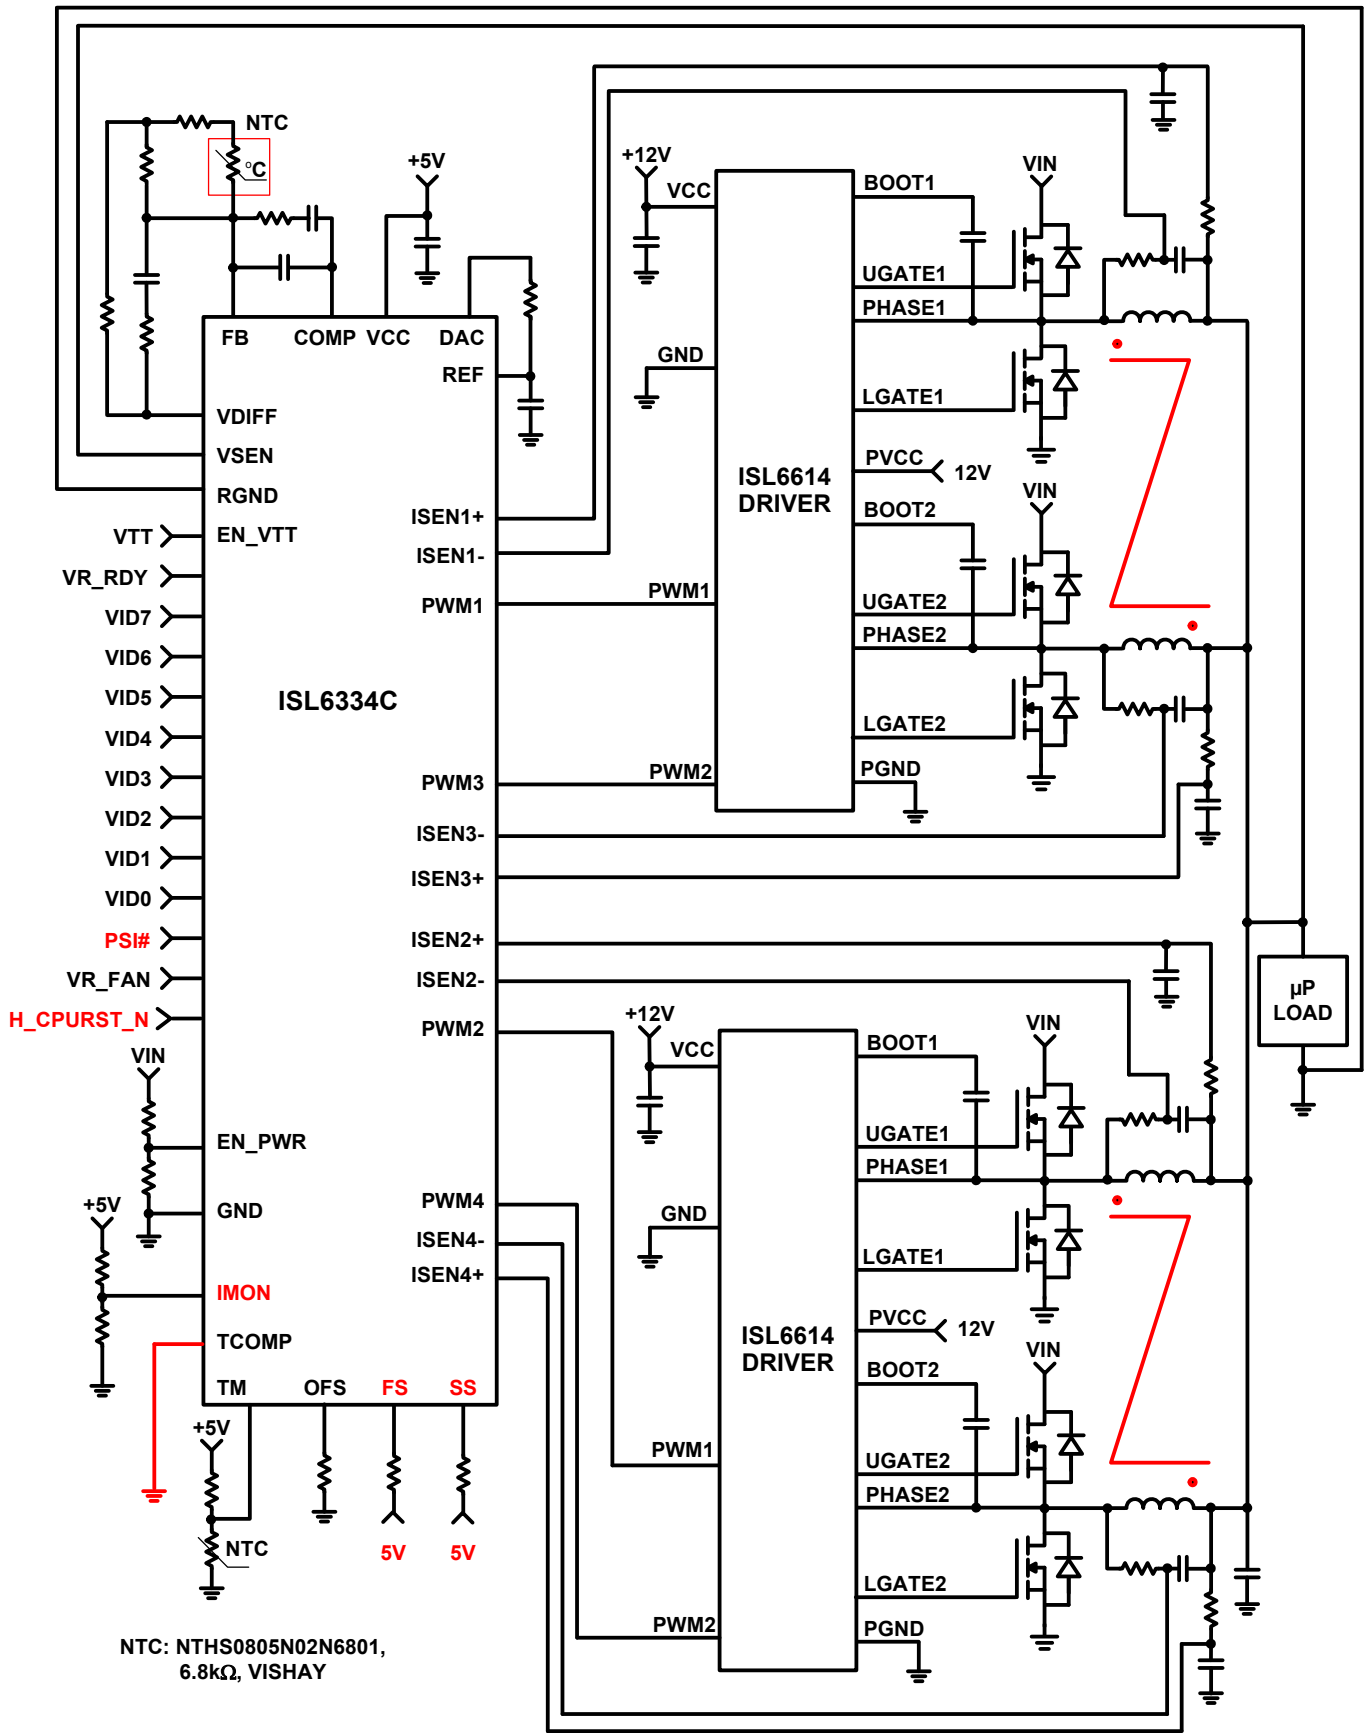 NTC
°C
+5V
FB
COMP
VCC
DAC
REF
VDIFF
VSEN
RGND
VTT
EN_VTT
VR_RDY
VID7
VID6
VID5
VID4
VID3
VID2
VID1
VID0
PSI#
VR_FAN
H_CPURST_N
VIN
EN_PWR
GND
+5V
IMON
TCOMP
TM
OFS
FS
SS
+5V
NTC
5V
5V
NTC: NTHS0805N02N6801,
6.8kΩ, VISHAY
ISL6334C
ISEN1+
ISEN1-
PWM1
PWM3
ISEN3-
ISEN3+
ISEN2+
ISEN2-
PWM2
PWM4
ISEN4-
ISEN4+
+12V
VCC
GND
PWM1
PWM2
ISL6614
DRIVER
BOOT1
UGATE1
PHASE1
LGATE1
PVCC
12V
BOOT2
UGATE2
PHASE2
LGATE2
PGND
VIN
VIN
+12V
VCC
GND
PWM1
PWM2
ISL6614
DRIVER
BOOT1
UGATE1
PHASE1
LGATE1
PVCC
12V
BOOT2
UGATE2
PHASE2
LGATE2
PGND
VIN
VIN
µP
LOAD